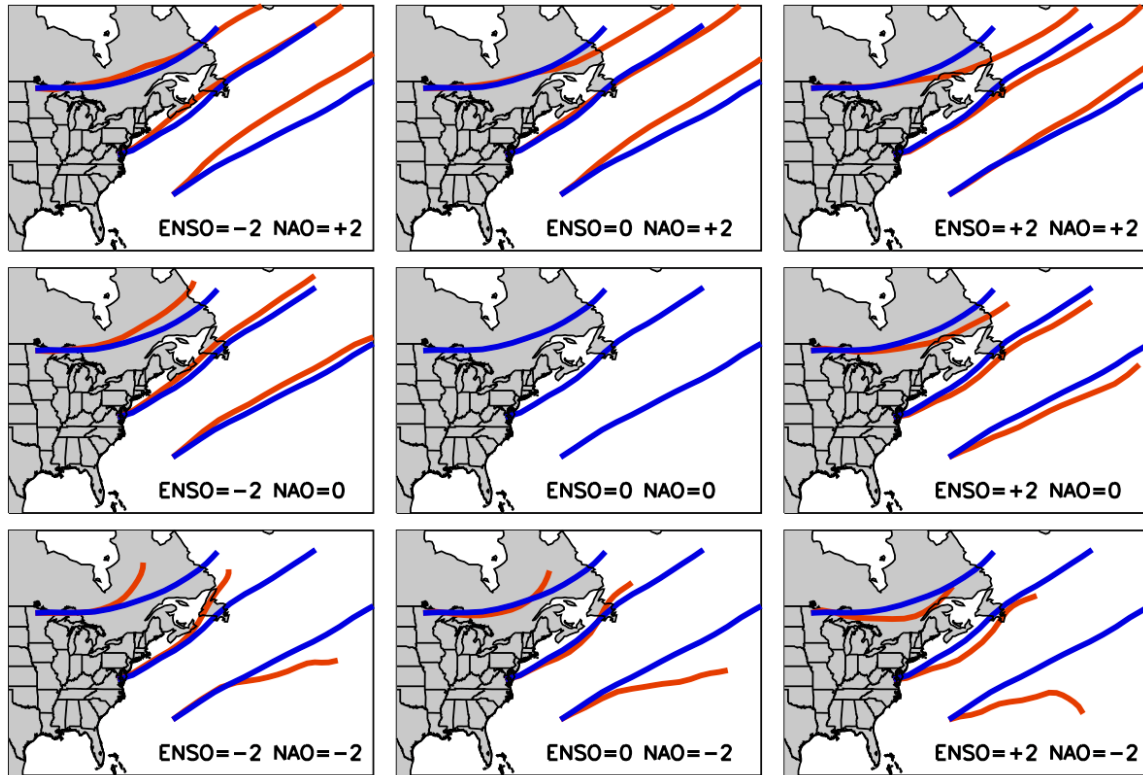 ENSO=−2 NAO=+2
ENSO=0 NAO=+2
ENSO=+2 NAO=+2
ENSO=−2 NAO=0
ENSO=0 NAO=0
ENSO=+2 NAO=0
ENSO=−2 NAO=−2
ENSO=0 NAO=−2
ENSO=+2 NAO=−2